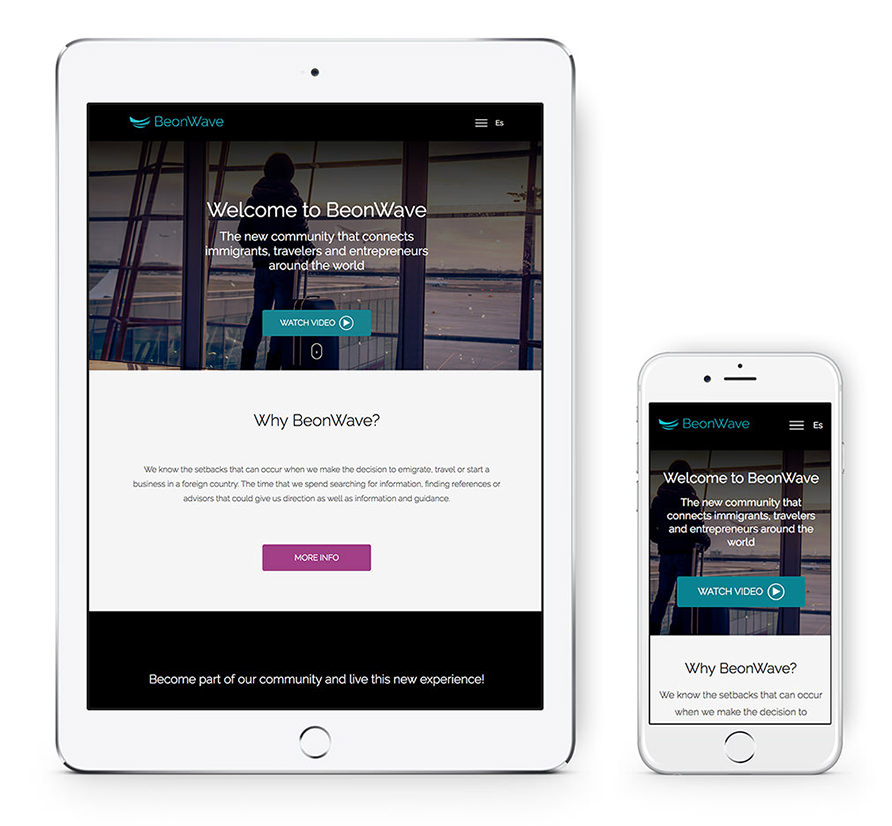 BeonWave
Es
Welcome to BeonWave
The new community that connects
immigrants, travelers and entrepreneurs
around the world
WATCH VIDEO
Why BeonWave?
We know the setbacks that can occur when we make the decision to emigrate, travel or start a
business in a foreign country. The time that we spend searching for information, finding references or
advisors that could give us direction as well as information and guidance.
MORE INFO
Become part of our community and live this new experience!
BeonWave
Es
Welcome to BeonWave
The new community that
connects immigrants, travelers
and entrepreneurs around the
world
WATCH VIDEO
Why BeonWave?
We know the setbacks that can occur
when we make the decision to